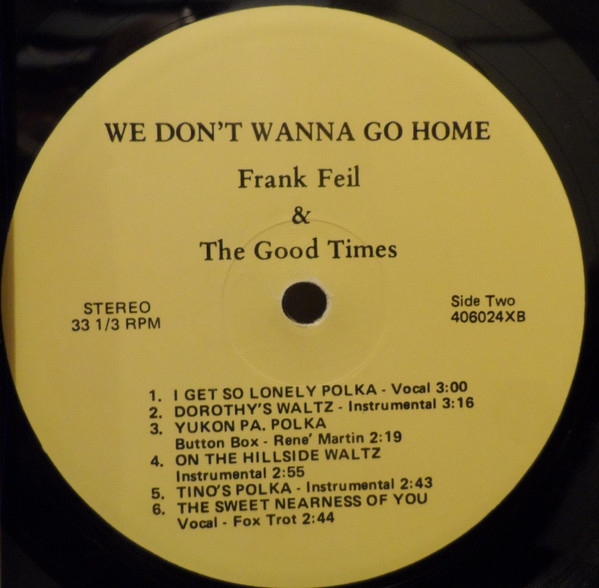 WE DON'T WANNA GO HOME
Frank Feil
&
The Good Times
STEREO
33 1/3 RPM
Side Two
406024XB
1. I GET SO LONELY POLKA - Vocal 3:00
2. DOROTHY'S WALTZ - Instrumental 3:16
3. YUKON PA. POLKA
Button Box - Rene' Martin 2:19
4. ON THE HILLSIDE WALTZ
Instrumental 2:55
5. TINO'S POLKA - Instrumental 2:43
6. THE SWEET NEARNESS OF YOU
Vocal - Fox Trot 2:44